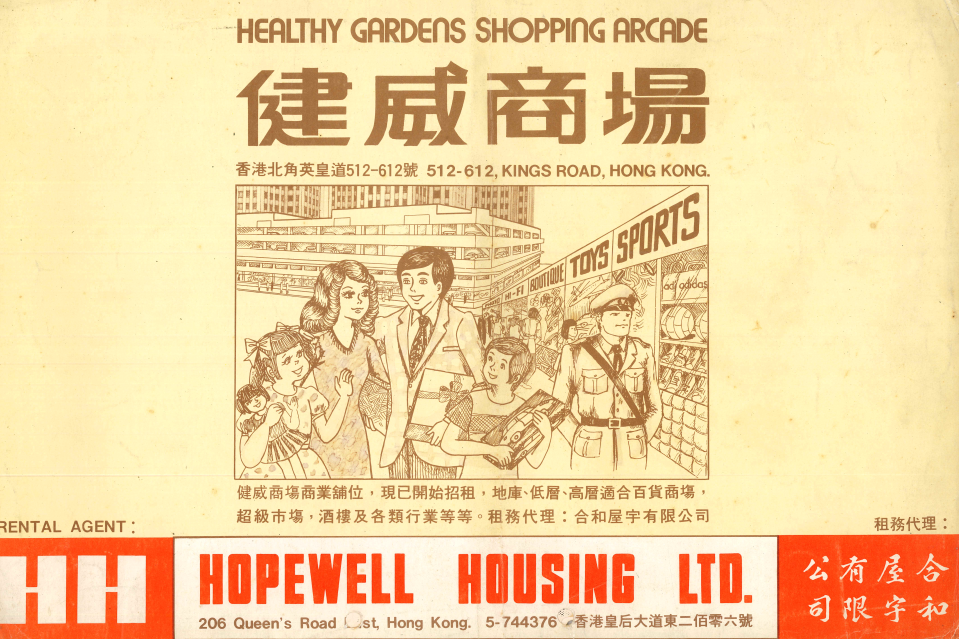 HEALTHY GARDENS SHOPPING ARCADE
健威商場
香港北角英皇道512-612號 512-612, KINGS ROAD, HONG KONG.
SPORTS
TOYS
BOUTIQUE
HI-FI
adidas
健威商場商業舖位，現已開始招租，地庫、低層、高層適合百貨商場，
超級市場，酒樓及各類行業等等。租務代理：合和屋宇有限公司
RENTAL AGENT:
租務代理：
HH
HOPEWELL HOUSING LTD.
206 Queen's Road East, Hong Kong. 5-744376 香港皇后大道東二佰零六號
合和屋宇有限公司